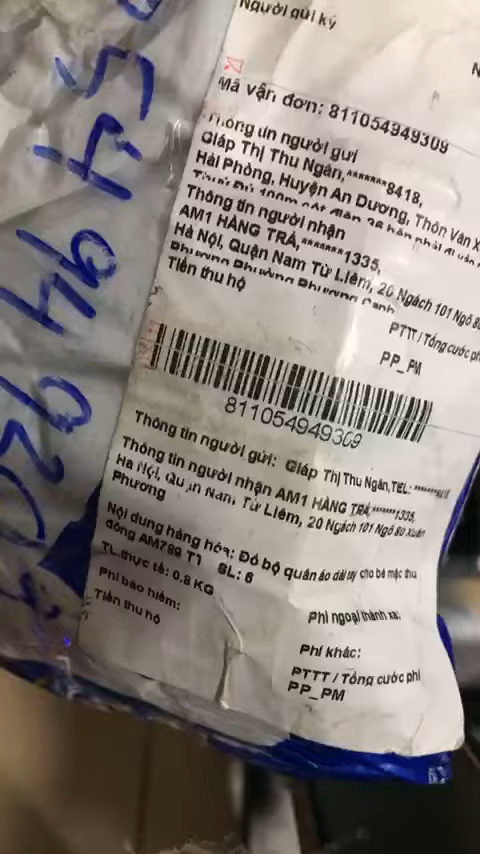 Người gửi ký
N
Mã vận đơn: 811054949309
Thông tin người gửi
Giáp Thị Thu Ngân,*******8418,
Hải Phòng, Huyện An Dương, Thôn Văn X
Thông tin người nhận
AM1 HÀNG TRẢ,*******1335,
Hà Nội, Quận Nam Từ Liêm, 20 Ngách 101 Ngõ 80
Phương Phường Phương Canh
Tiền thu hộ
PTTT / Tổng cước ph
PP_PM
811054949309
Thông tin người gửi: Giáp Thị Thu Ngân,TEL:
Thông tin người nhận AM1 HÀNG TRẢ,*******1335,
Hà Nội, Quận Nam Từ Liêm, 20 Ngách 101 Ngõ 80 Xuân
Phương
Nội dung hàng hóa: Đồ bộ quần áo dài tay cho bé mặc thu
đông AM789 T1 SL: 6
TL.thực tế: 0.8 KG
Phí bảo hiểm:
Tiền thu hộ
Phí ngoại thành xa:
Phí khác:
PTTT / Tổng cước phí
PP_PM